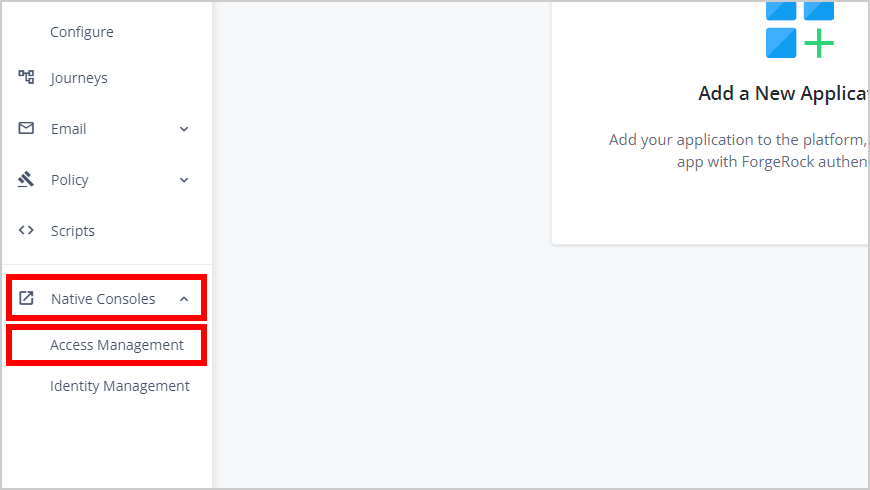 Configure
Journeys
Email
Policy
Scripts
Native Consoles
Access Management
Identity Management
Add a New Applica
Add your application to the platform,
app with ForgeRock authen